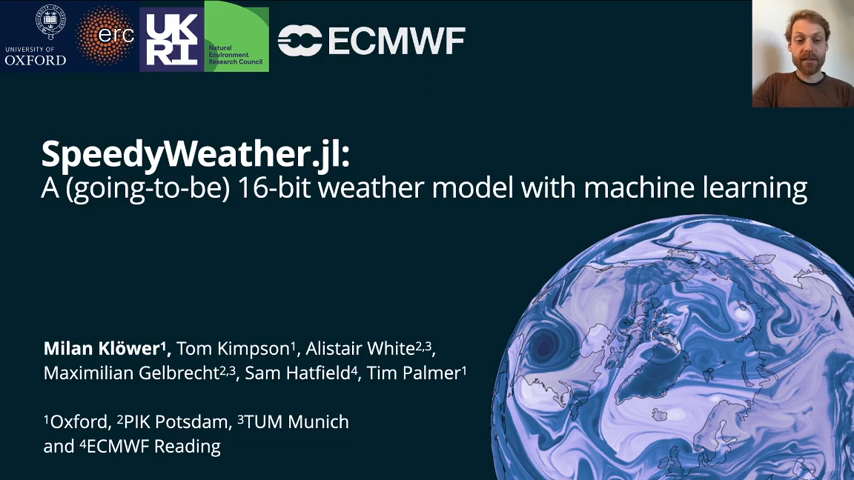 UNIVERSITY OF
OXFORD
erc
UK
RI
Natural
Environment
Research Council
ECMWF
SpeedyWeather.jl:
A (going-to-be) 16-bit weather model with machine learning
Milan Klöwer¹, Tom Kimpson¹, Alistair White²,³,
Maximilian Gelbrecht²,³, Sam Hatfield⁴, Tim Palmer¹
¹Oxford, ²PIK Potsdam, ³TUM Munich
and ⁴ECMWF Reading